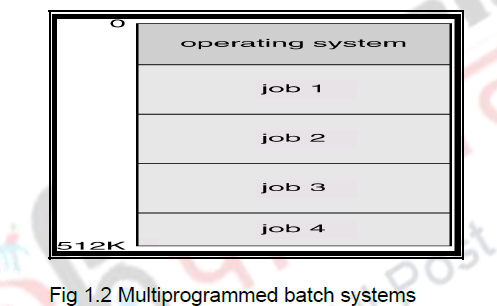 0
operating system
job 1
job 2
job 3
job 4
512K
Fig 1.2 Multiprogrammed batch systems